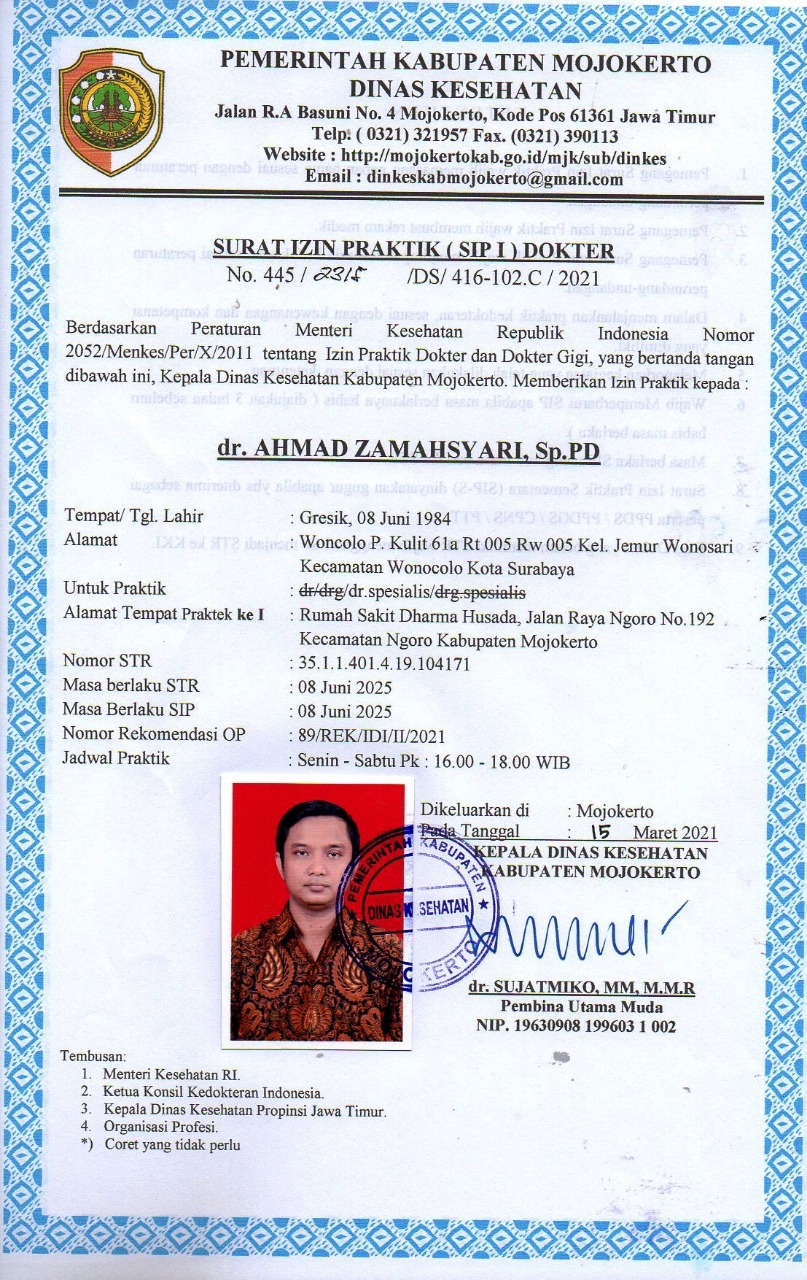 PEMERINTAH KABUPATEN MOJOKERTO
DINAS KESEHATAN
Jalan R.A Basuni No. 4 Mojokerto, Kode Pos 61361 Jawa Timur
Telp. ( 0321) 321957 Fax. (0321) 390113
Website : http://mojokertokab.go.id/mjk/sub/dinkes
Email : dinkeskabmojokerto@gmail.com
SURAT IZIN PRAKTIK ( SIP I ) DOKTER
No. 445 / 2315 /DS/ 416-102.C / 2021
Berdasarkan Peraturan Menteri Kesehatan Republik Indonesia Nomor
2052/Menkes/Per/X/2011 tentang Izin Praktik Dokter dan Dokter Gigi, yang bertanda tangan
dibawah ini, Kepala Dinas Kesehatan Kabupaten Mojokerto. Memberikan Izin Praktik kepada :
dr. AHMAD ZAMAHSYARI, Sp.PD
Tempat/ Tgl. Lahir : Gresik, 08 Juni 1984
Alamat : Woncolo P. Kulit 61a Rt 005 Rw 005 Kel. Jemur Wonosari
Kecamatan Wonocolo Kota Surabaya
Untuk Praktik : dr/drg/dr.spesialis/drg.spesialis
Alamat Tempat Praktek ke I : Rumah Sakit Dharma Husada, Jalan Raya Ngoro No.192
Kecamatan Ngoro Kabupaten Mojokerto
Nomor STR : 35.1.1.401.4.19.104171
Masa berlaku STR : 08 Juni 2025
Masa Berlaku SIP : 08 Juni 2025
Nomor Rekomendasi OP : 89/REK/IDI/II/2021
Jadwal Praktik : Senin - Sabtu Pk : 16.00 - 18.00 WIB
Dikeluarkan di : Mojokerto
Pada Tanggal : 15 Maret 2021
KEPALA DINAS KESEHATAN
KABUPATEN MOJOKERTO
PEMERINTAH KABUPATEN
DINAS KESEHATAN
MOJOKERTO
dr. SUJATMIKO, MM, M.M.R
Pembina Utama Muda
NIP. 19630908 199603 1 002
Tembusan:
1. Menteri Kesehatan RI.
2. Ketua Konsil Kedokteran Indonesia.
3. Kepala Dinas Kesehatan Propinsi Jawa Timur.
4. Organisasi Profesi.
*) Coret yang tidak perlu